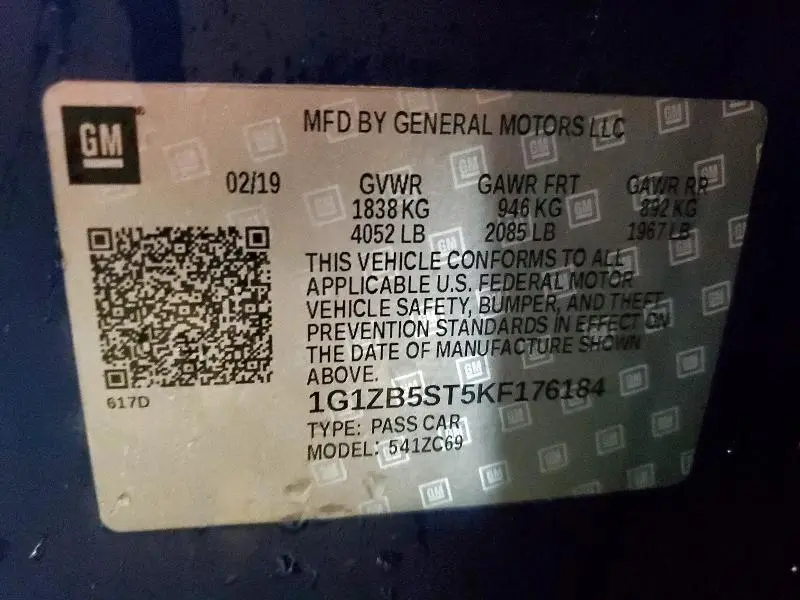 GM
MFD BY GENERAL MOTORS LLC
02/19 GVWR GAWR FRT GAWR RR
1838 KG 946 KG 892 KG
4052 LB 2085 LB 1967 LB
THIS VEHICLE CONFORMS TO ALL
APPLICABLE U.S. FEDERAL MOTOR
VEHICLE SAFETY, BUMPER, AND THEFT
PREVENTION STANDARDS IN EFFECT ON
THE DATE OF MANUFACTURE SHOWN
ABOVE.
617D
1G1ZB5ST5KF176184
TYPE: PASS CAR
MODEL: 541ZC69